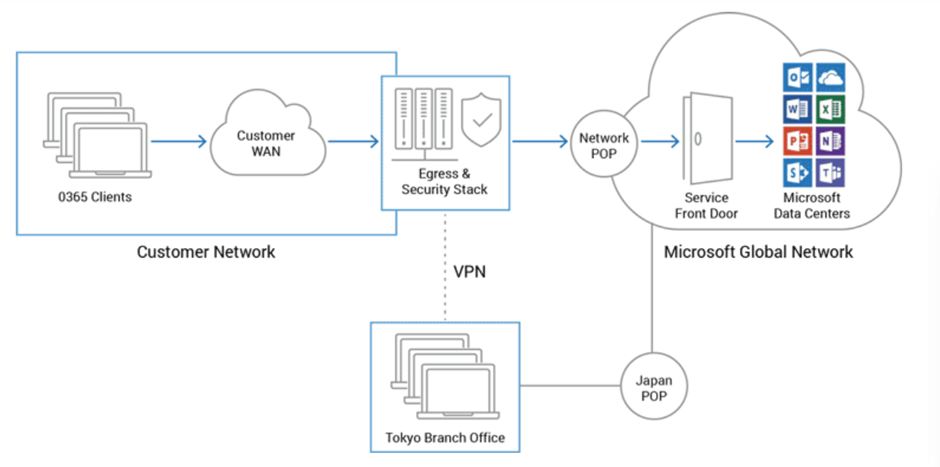 0365 Clients
Customer
WAN
Egress &
Security Stack
Network
POP
Service
Front Door
O
W
X
P
N
S
T
Microsoft
Data Centers
Customer Network
Microsoft Global Network
VPN
Tokyo Branch Office
Japan
POP